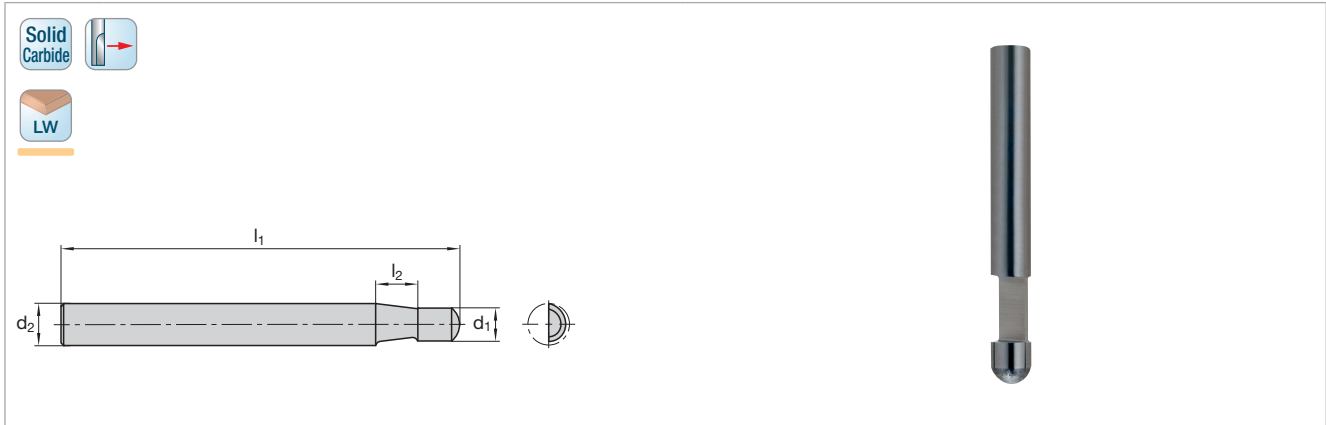 Solid
Carbide
LW
l₁
l₂
d₂
d₁